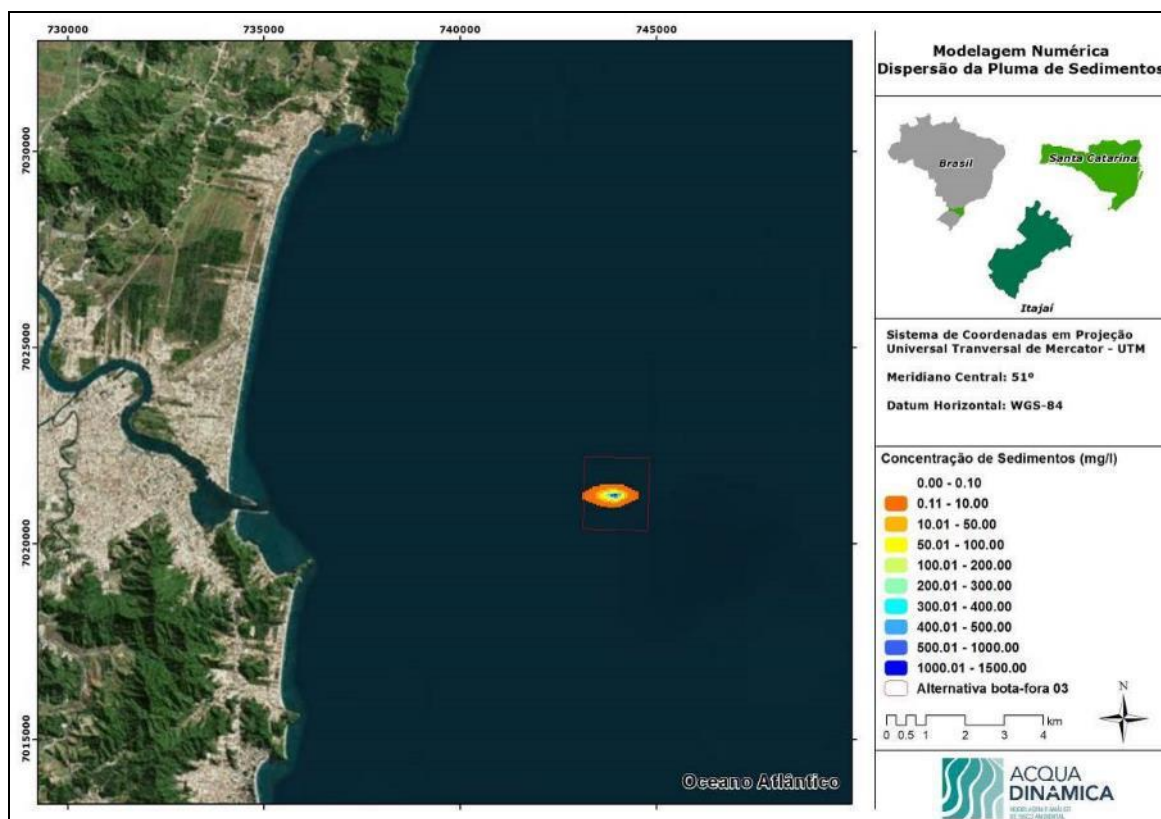 730000
735000
740000
745000
7030000
7025000
7020000
7015000
Oceano Atlântico
Modelagem Numérica
Dispersão da Pluma de Sedimentos
Brasil
Santa Catarina
Itajaí
Sistema de Coordenadas em Projeção
Universal Tranversal de Mercator - UTM
Meridiano Central: 51º
Datum Horizontal: WGS-84
Concentração de Sedimentos (mg/l)
0.00 - 0.10
0.11 - 10.00
10.01 - 50.00
50.01 - 100.00
100.01 - 200.00
200.01 - 300.00
300.01 - 400.00
400.01 - 500.00
500.01 - 1000.00
1000.01 - 1500.00
Alternativa bota-fora 03
N
km
0 0.5 1 2 3 4
ACQUA
DINÂMICA
MODELAGEM E ANÁLISE
DE RISCO AMBIENTAL